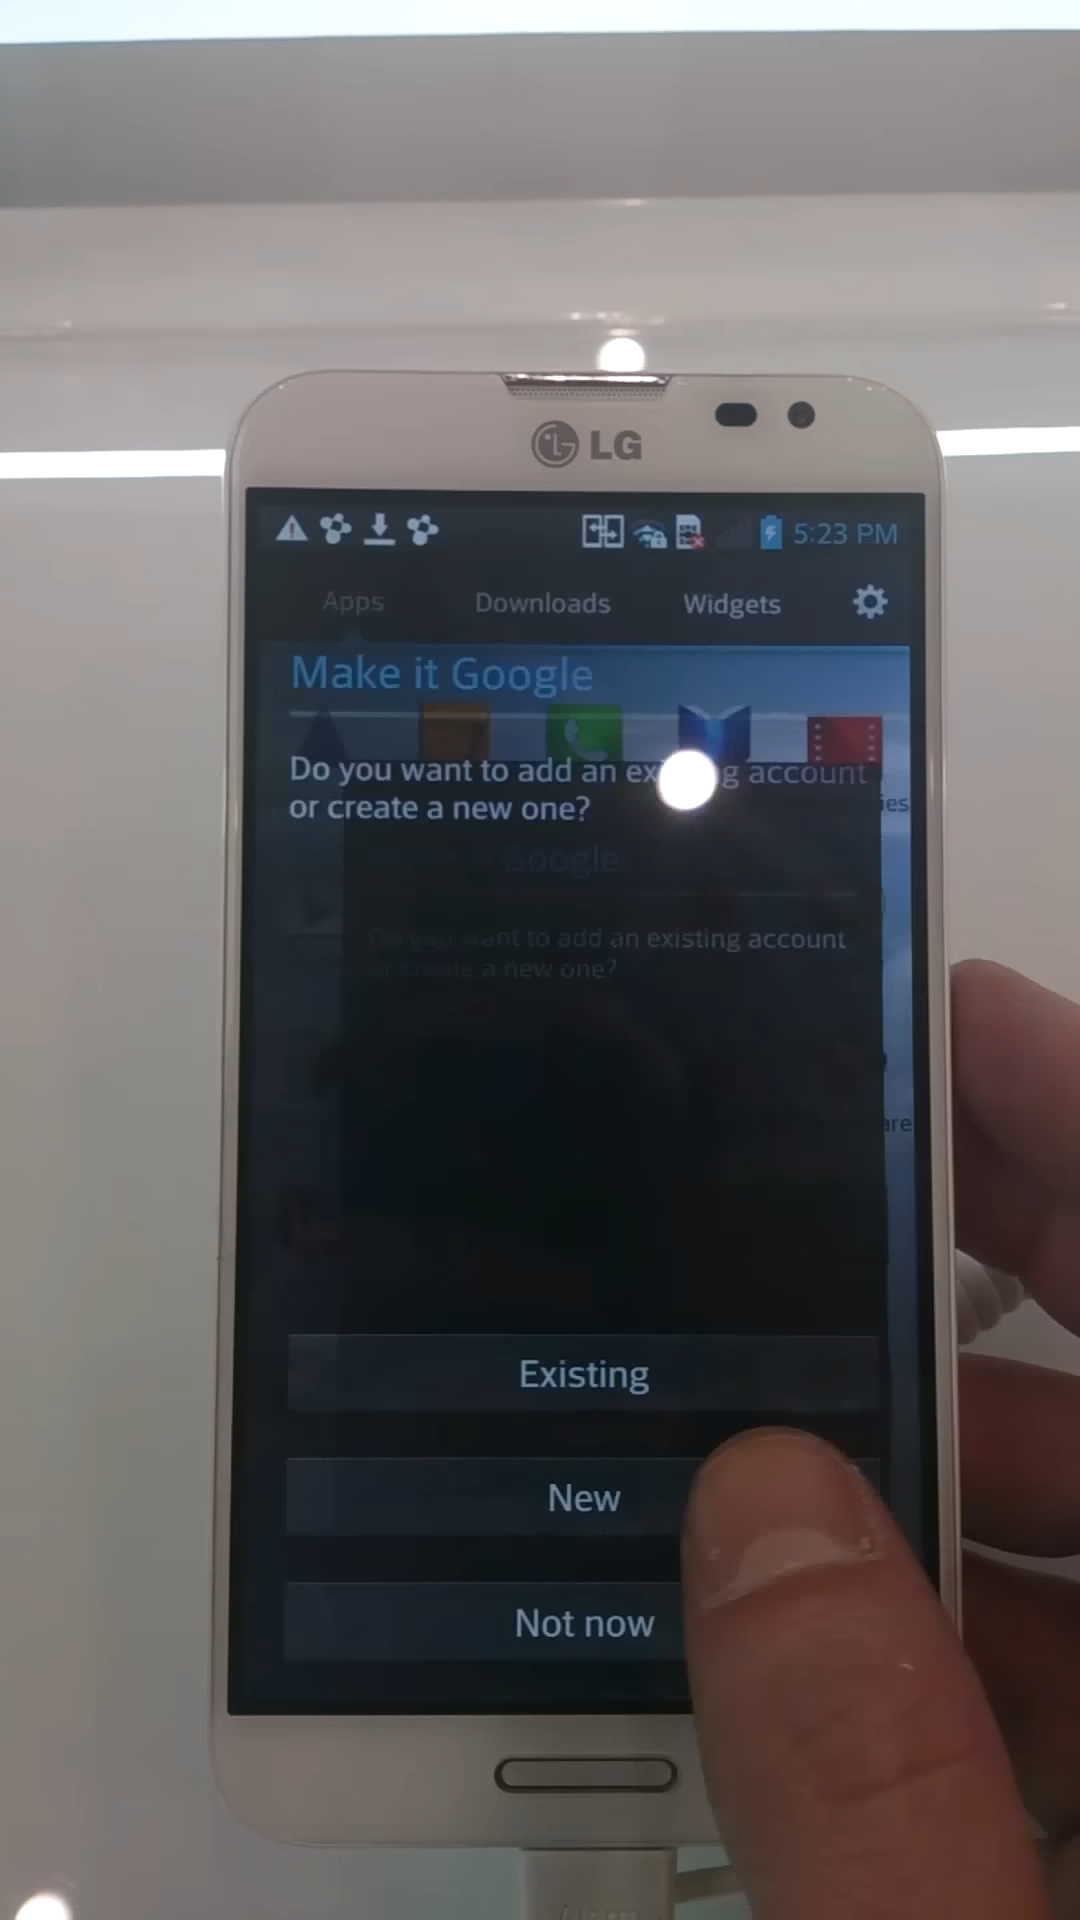 LG
5:23 PM
Apps Downloads Widgets
Make it Google
Do you want to add an existing account
or create a new one?
ies
Google
Do you want to add an existing account
or create a new one?
are
Existing
New
Not now